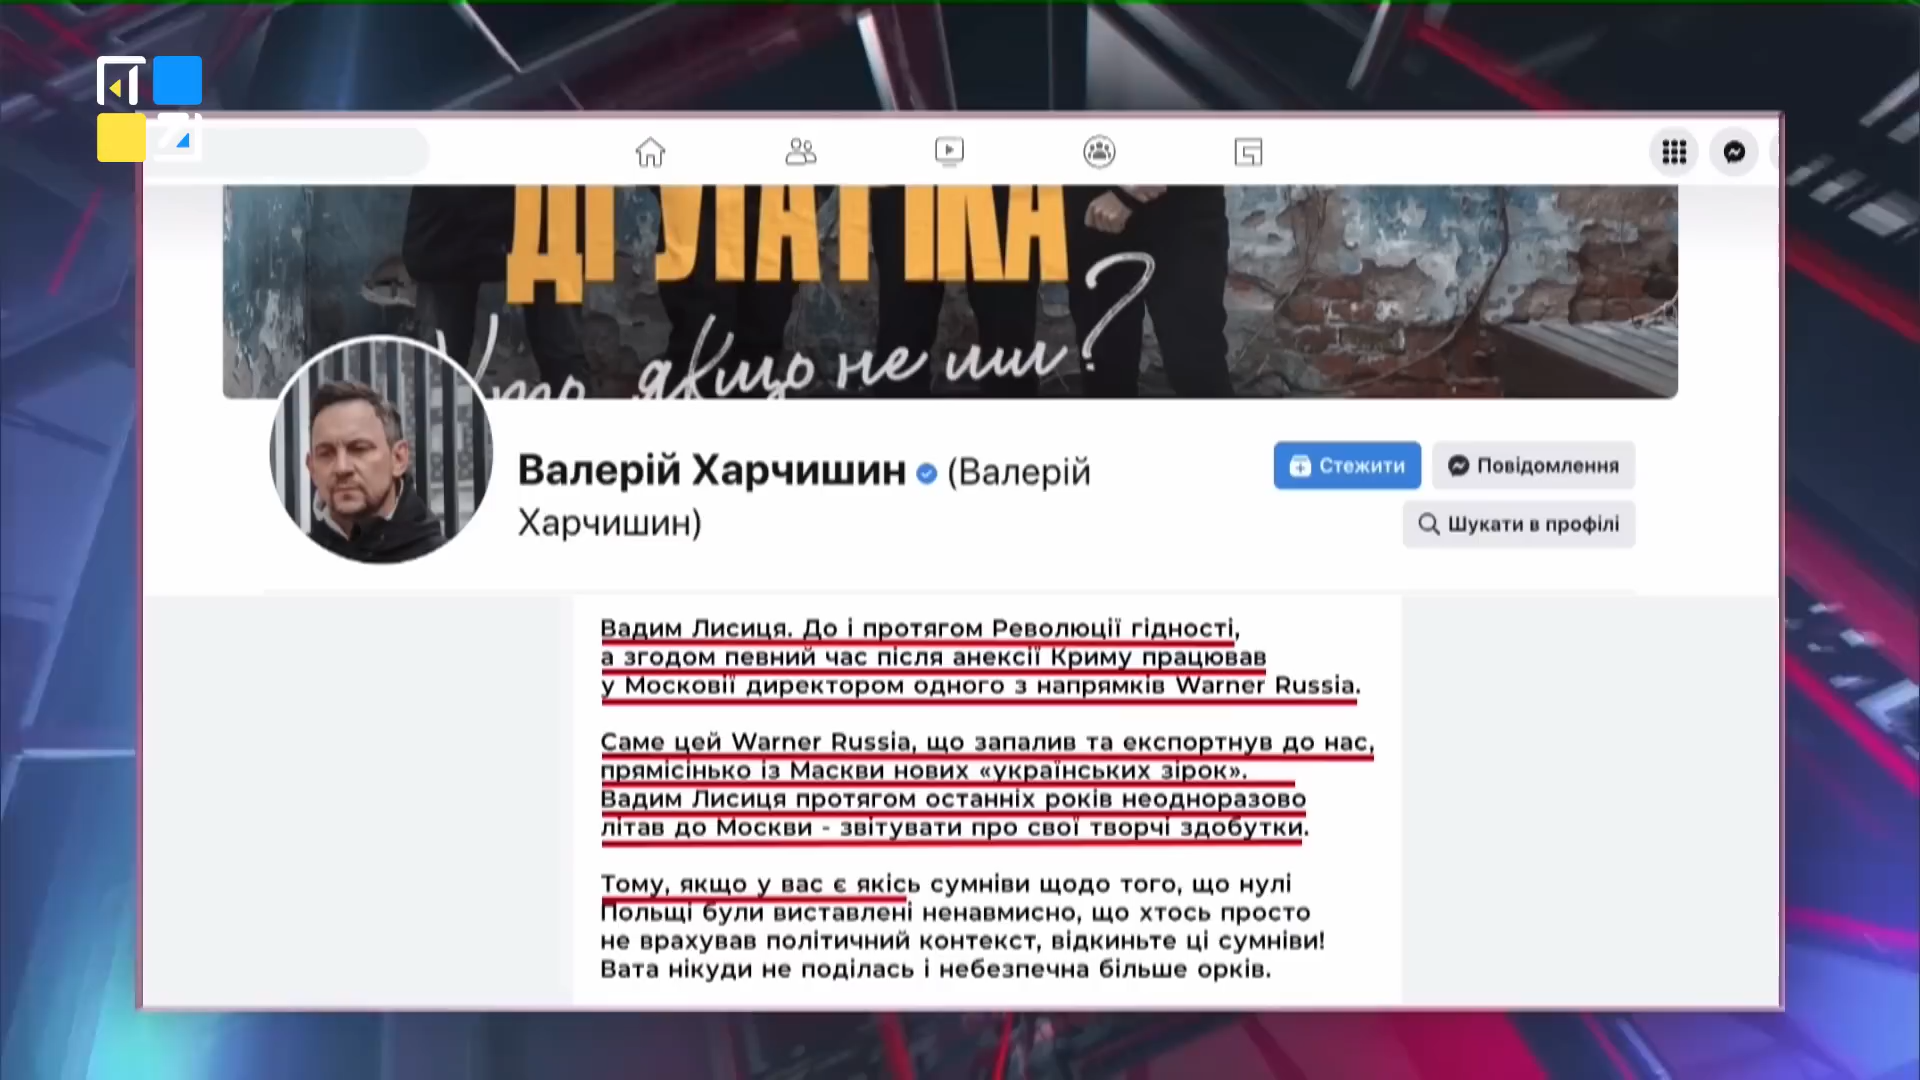 ДРУГА РІКА
Хто, якщо не ми?
Валерій Харчишин (Валерій
Харчишин)
Стежити
Повідомлення
Шукати в профілі
Вадим Лисиця. До і протягом Революції гідності,
а згодом певний час після анексії Криму працював
у Московії директором одного з напрямків Warner Russia.
Саме цей Warner Russia, що запалив та експортнув до нас,
прямісінько із Маскви нових «українських зірок».
Вадим Лисиця протягом останніх років неодноразово
літав до Москви - звітувати про свої творчі здобутки.
Тому, якщо у вас є якісь сумніви щодо того, що нулі
Польщі були виставлені ненавмисно, що хтось просто
не врахував політичний контекст, відкиньте ці сумніви!
Вата нікуди не поділась і небезпечна більше орків.